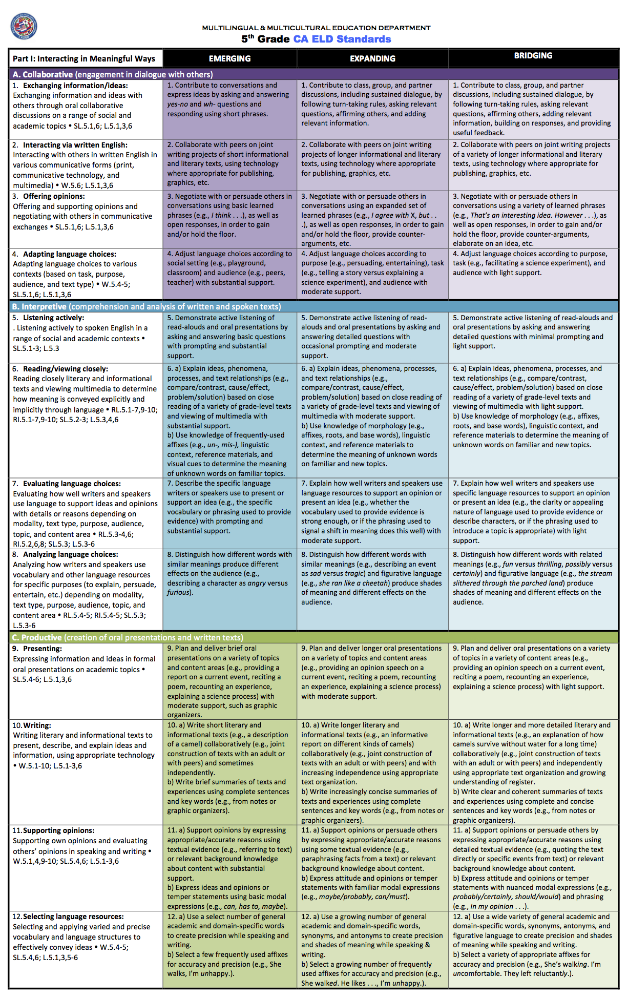 LAUSD
MULTILINGUAL & MULTICULTURAL EDUCATION DEPARTMENT
5th Grade CA ELD Standards
Part I: Interacting in Meaningful Ways
EMERGING
EXPANDING
BRIDGING
A. Collaborative (engagement in dialogue with others)
1. Exchanging information/ideas:
Exchanging information and ideas with
others through oral collaborative
discussions on a range of social and
academic topics • SL.5.1,6; L.5.1,3,6
1. Contribute to conversations and
express ideas by asking and answering
yes-no and wh- questions and
responding using short phrases.
1. Contribute to class, group, and partner
discussions, including sustained dialogue, by
following turn-taking rules, asking relevant
questions, affirming others, and adding
relevant information.
1. Contribute to class, group, and partner
discussions, including sustained dialogue, by
following turn-taking rules, asking relevant
questions, affirming others, adding relevant
information, building on responses, and providing
useful feedback.
2. Interacting via written English:
Interacting with others in written English in
various communicative forms (print,
communicative technology, and
multimedia) • W.5.6; L.5.1,3,6
2. Collaborate with peers on joint
writing projects of short informational
and literary texts, using technology
where appropriate for publishing,
graphics, etc.
2. Collaborate with peers on joint writing
projects of longer informational and literary
texts, using technology where appropriate
for publishing, graphics, etc.
2. Collaborate with peers on joint writing projects
of a variety of longer informational and literary
texts, using technology where appropriate for
publishing, graphics, etc.
3. Offering opinions:
Offering and supporting opinions and
negotiating with others in communicative
exchanges • SL.5.1,6; L.5.1,3,6
3. Negotiate with or persuade others in
conversations using basic learned
phrases (e.g., I think . . .), as well as
open responses, in order to gain
and/or hold the floor.
3. Negotiate with or persuade others in
conversations using an expanded set of
learned phrases (e.g., I agree with X, but . .
.), as well as open responses, in order to gain
and/or hold the floor, provide counter-
arguments, etc.
3. Negotiate with or persuade others in
conversations using a variety of learned phrases
(e.g., That's an interesting idea. However . . .), as
well as open responses, in order to gain and/or
hold the floor, provide counter-arguments,
elaborate on an idea, etc.
4. Adapting language choices:
Adapting language choices to various
contexts (based on task, purpose,
audience, and text type) • W.5.4-5;
SL.5.1,6; L.5.1,3,6
4. Adjust language choices according to
social setting (e.g., playground,
classroom) and audience (e.g., peers,
teacher) with substantial support.
4. Adjust language choices according to
purpose (e.g., persuading, entertaining), task
(e.g., telling a story versus explaining a
science experiment), and audience with
moderate support.
4. Adjust language choices according to purpose,
task (e.g., facilitating a science experiment), and
audience with light support.
B. Interpretive (comprehension and analysis of written and spoken texts)
5. Listening actively:
. Listening actively to spoken English in a
range of social and academic contexts •
SL.5.1-3; L.5.3
5. Demonstrate active listening of
read-alouds and oral presentations by
asking and answering basic questions
with prompting and substantial
support.
5. Demonstrate active listening of read-
alouds and oral presentations by asking and
answering detailed questions with
occasional prompting and moderate
support.
5. Demonstrate active listening of read-alouds and
oral presentations by asking and answering
detailed questions with minimal prompting and
light support.
6. Reading/viewing closely:
Reading closely literary and informational
texts and viewing multimedia to determine
how meaning is conveyed explicitly and
implicitly through language • RL.5.1-7,9-10;
RI.5.1-7,9-10; SL.5.2-3; L.5.3,4,6
6. a) Explain ideas, phenomena,
processes, and text relationships (e.g.,
compare/contrast, cause/effect,
problem/solution) based on close
reading of a variety of grade-level texts
and viewing of multimedia with
substantial support.
b) Use knowledge of frequently-used
affixes (e.g., un-, mis-), linguistic
context, reference materials, and
visual cues to determine the meaning
of unknown words on familiar topics.
6. a) Explain ideas, phenomena, processes,
and text relationships (e.g.,
compare/contrast, cause/effect,
problem/solution) based on close reading of
a variety of grade-level texts and viewing of
multimedia with moderate support.
b) Use knowledge of morphology (e.g.,
affixes, roots, and base words), linguistic
context, and reference materials to
determine the meaning of unknown words
on familiar and new topics.
6. a) Explain ideas, phenomena, processes, and
text relationships (e.g., compare/contrast,
cause/effect, problem/solution) based on close
reading of a variety of grade-level texts and
viewing of multimedia with light support.
b) Use knowledge of morphology (e.g., affixes,
roots, and base words), linguistic context, and
reference materials to determine the meaning of
unknown words on familiar and new topics.
7. Evaluating language choices:
Evaluating how well writers and speakers
use language to support ideas and opinions
with details or reasons depending on
modality, text type, purpose, audience,
topic, and content area • RL.5.3-4,6;
RI.5.2,6,8; SL.5.3; L.5.3-6
7. Describe the specific language
writers or speakers use to present or
support an idea (e.g., the specific
vocabulary or phrasing used to provide
evidence) with prompting and
substantial support.
7. Explain how well writers and speakers use
language resources to support an opinion or
present an idea (e.g., whether the
vocabulary used to provide evidence is
strong enough, or if the phrasing used to
signal a shift in meaning does this well) with
moderate support.
7. Explain how well writers and speakers use
specific language resources to support an opinion
or present an idea (e.g., the clarity or appealing
nature of language used to provide evidence or
describe characters, or if the phrasing used to
introduce a topic is appropriate) with light
support.
8. Analyzing language choices:
Analyzing how writers and speakers use
vocabulary and other language resources
for specific purposes (to explain, persuade,
entertain, etc.) depending on modality,
text type, purpose, audience, topic, and
content area • RL.5.4-5; RI.5.4-5; SL.5.3;
L.5.3-6
8. Distinguish how different words with
similar meanings produce different
effects on the audience (e.g.,
describing a character as angry versus
furious).
8. Distinguish how different words with
similar meanings (e.g., describing an event
as sad versus tragic) and figurative language
(e.g., she ran like a cheetah) produce shades
of meaning and different effects on the
audience.
8. Distinguish how different words with related
meanings (e.g., fun versus thrilling, possibly versus
certainly) and figurative language (e.g., the stream
slithered through the parched land) produce
shades of meaning and different effects on the
audience.
C. Productive (creation of oral presentations and written texts)
9. Presenting:
Expressing information and ideas in formal
oral presentations on academic topics •
SL.5.4-6; L.5.1,3,6
9. Plan and deliver brief oral
presentations on a variety of topics
and content areas (e.g., providing a
report on a current event, reciting a
poem, recounting an experience,
explaining a science process) with
moderate support, such as graphic
organizers.
9. Plan and deliver longer oral presentations
on a variety of topics and content areas
(e.g., providing an opinion speech on a
current event, reciting a poem, recounting
an experience, explaining a science process)
with moderate support.
9. Plan and deliver oral presentations on a variety
of topics in a variety of content areas (e.g.,
providing an opinion speech on a current event,
reciting a poem, recounting an experience,
explaining a science process) with light support.
10. Writing:
Writing literary and informational texts to
present, describe, and explain ideas and
information, using appropriate technology
• W.5.1-10; L.5.1-3,6
10. a) Write short literary and
informational texts (e.g., a description
of a camel) collaboratively (e.g., joint
construction of texts with an adult or
with peers) and sometimes
independently.
b) Write brief summaries of texts and
experiences using complete sentences
and key words (e.g., from notes or
graphic organizers).
10. a) Write longer literary and
informational texts (e.g., an informative
report on different kinds of camels)
collaboratively (e.g., joint construction of
texts with an adult or with peers) and with
increasing independence using appropriate
text organization.
b) Write increasingly concise summaries of
texts and experiences using complete
sentences and key words (e.g., from notes or
graphic organizers).
10. a) Write longer and more detailed literary and
informational texts (e.g., an explanation of how
camels survive without water for a long time)
collaboratively (e.g., joint construction of texts
with an adult or with peers) and independently
using appropriate text organization and growing
understanding of register.
b) Write clear and coherent summaries of texts
and experiences using complete and concise
sentences and key words (e.g., from notes or
graphic organizers).
11. Supporting opinions:
Supporting own opinions and evaluating
others' opinions in speaking and writing •
W.5.1,4,9-10; SL.5.4,6; L.5.1-3,6
11. a) Support opinions by expressing
appropriate/accurate reasons using
textual evidence (e.g., referring to text)
or relevant background knowledge
about content with substantial
support.
b) Express ideas and opinions or
temper statements using basic modal
expressions (e.g., can, has to, maybe).
11. a) Support opinions or persuade others
by expressing appropriate/accurate reasons
using some textual evidence (e.g.,
paraphrasing facts from a text) or relevant
background knowledge about content.
b) Express attitude and opinions or temper
statements with familiar modal expressions
(e.g., maybe/probably, can/must).
11. a) Support opinions or persuade others by
expressing appropriate/accurate reasons using
detailed textual evidence (e.g., quoting the text
directly or specific events from text) or relevant
background knowledge about content.
b) Express attitude and opinions or temper
statements with nuanced modal expressions (e.g.,
probably/certainly, should/would) and phrasing
(e.g., In my opinion . . .).
12. Selecting language resources:
Selecting and applying varied and precise
vocabulary and language structures to
effectively convey ideas • W.5.4-5;
SL.5.4,6; L.5.1,3,5-6
12. a) Use a select number of general
academic and domain-specific words
to create precision while speaking and
writing.
b) Select a few frequently used affixes
for accuracy and precision (e.g., She
walks, I'm unhappy.).
12. a) Use a growing number of general
academic and domain-specific words,
synonyms, and antonyms to create precision
and shades of meaning while speaking &
writing.
b) Select a growing number of frequently
used affixes for accuracy and precision (e.g.,
She walked. He likes . . ., I'm unhappy.).
12. a) Use a wide variety of general academic and
domain-specific words, synonyms, antonyms, and
figurative language to create precision and shades
of meaning while speaking and writing.
b) Select a variety of appropriate affixes for
accuracy and precision (e.g., She's walking. I'm
uncomfortable. They left reluctantly.).